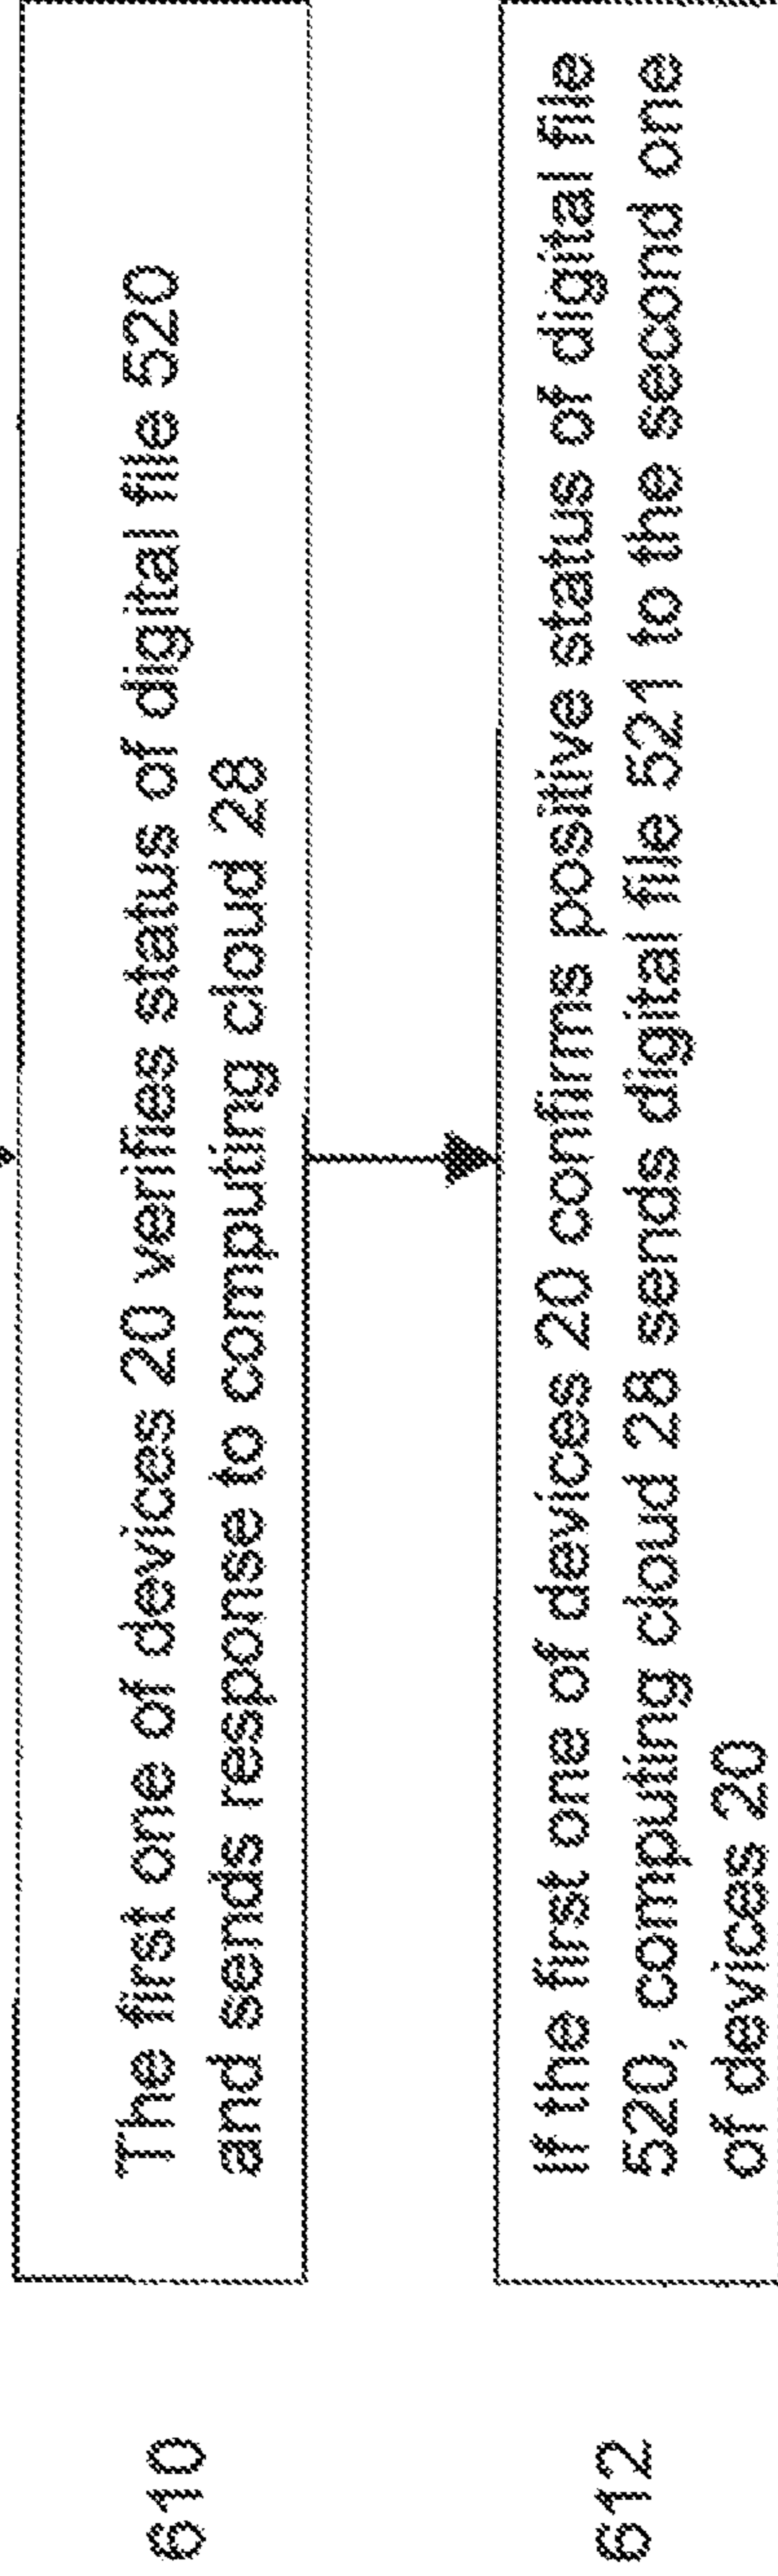 610
The first one of devices 20 verifies status of digital file 520
and sends response to computing cloud 28
612
If the first one of devices 20 confirms positive status of digital file
520, computing cloud 28 sends digital file 521 to the second one
of devices 20